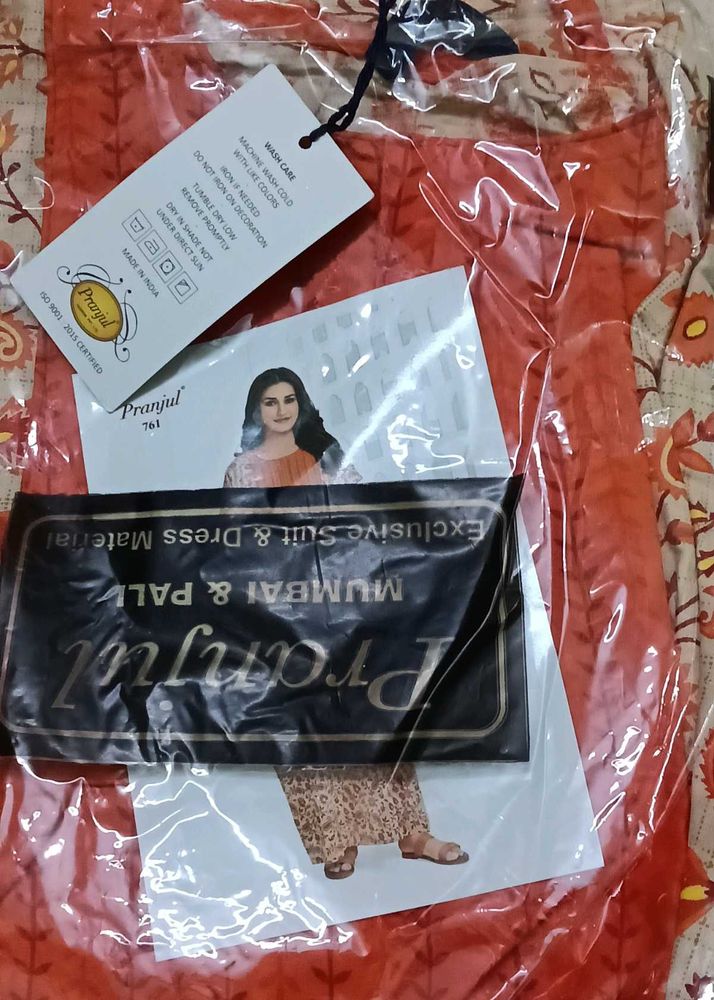 WASH CARE
MACHINE WASH COLD
WITH LIKE COLORS
IRON IF NEEDED
DO NOT IRON ON DECORATION
TUMBLE DRY, LOW
REMOVE PROMPTLY
DRY IN SHADE NOT
UNDER DIRECT SUN
MADE IN INDIA
Pranjul
ISO 9001 : 2015 CERTIFIED
Pranjul®
761
Pranjul
MUMBAI & PALI
Exclusive Suit & Dress Material